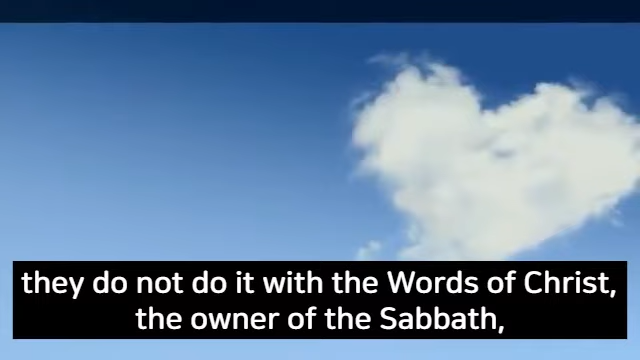 they do not do it with the Words of Christ,
the owner of the Sabbath,